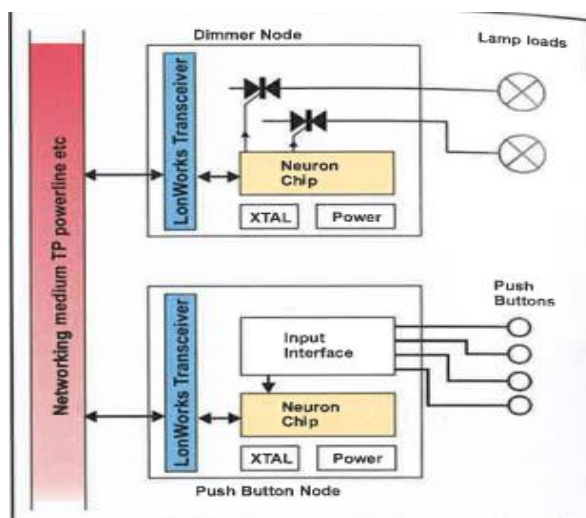 Dimmer Node
Lamp loads
Networking medium TP powerline etc
LonWorks Transceiver
Neuron
Chip
XTAL
Power
Push
Buttons
LonWorks Transceiver
Input
Interface
Neuron
Chip
XTAL
Power
Push Button Node